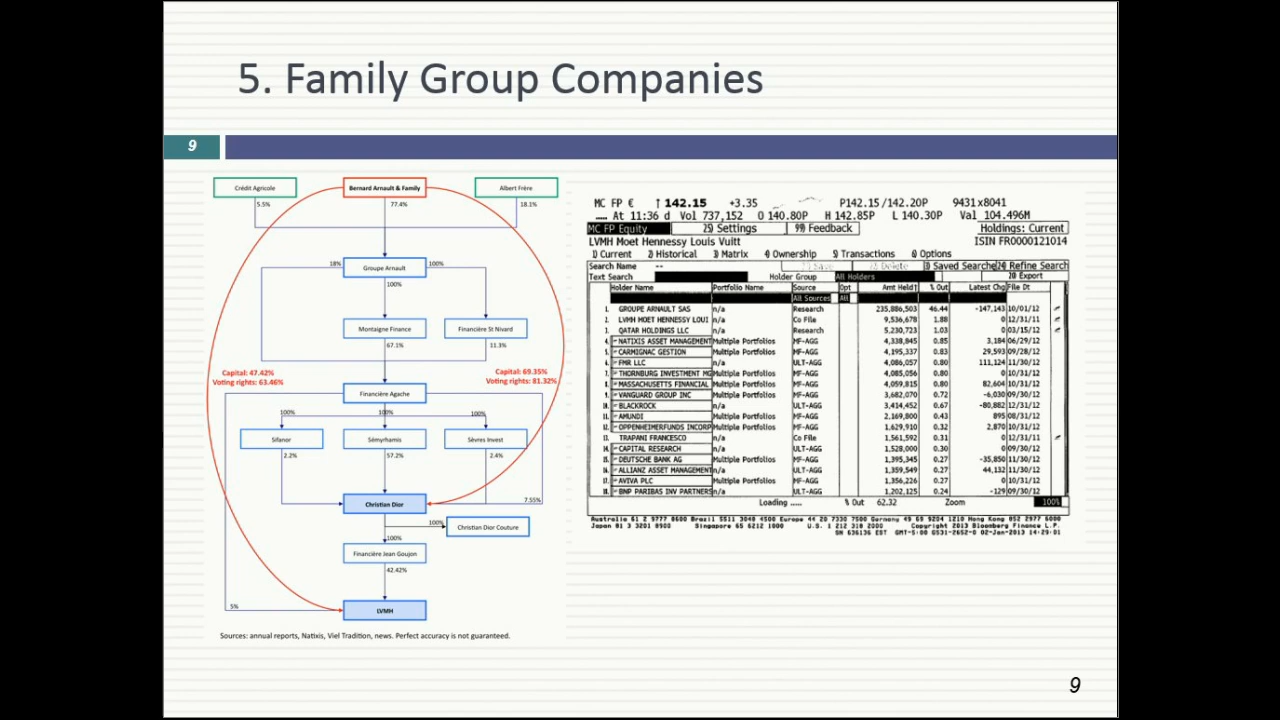 5. Family Group Companies
9
Crédit Agricole
Bernard Arnault & Family
Albert Frère
5.5%
77.4%
18.1%
18%
Groupe Arnault
100%
100%
Montaigne Finance
Financière St Nivard
67.1%
11.3%
Capital: 47.42%
Voting rights: 63.46%
Capital: 69.35%
Voting rights: 81.32%
Financière Agache
100%
100%
100%
Sifanor
Sémyrhamis
Sèvres Invest
2.2%
57.2%
2.4%
Christian Dior
7.55%
100%
Christian Dior Couture
100%
Financière Jean Goujon
42.42%
5%
LVMH
Sources: annual reports, Natixis, Viel Tradition, news. Perfect accuracy is not guaranteed.
MC FP € ↑ 142.15 +3.35 P142.15/142.20P 9431x8041
At 11:36 d Vol 737,152 O 140.80P H 142.85P L 140.30P Val 104.496M
MC FP Equity 25) Settings 99) Feedback Holdings: Current
LVMH Moet Hennessy Louis Vuitt ISIN FR0000121014
1) Current 2) Historical 3) Matrix 4) Ownership 5) Transactions 6) Options
Search Name -- Saved Searche Refine Search
Text Search Holder Group All Holders 20) Export
Holder Name Portfolio Name Source Opt Amt Held % Out Latest Chg File Dt
All Sources All
1. GROUPE ARNAULT SAS n/a Research 235,886,503 46.44 -147,143 10/01/12
2. LVMH MOET HENNESSY LOUI n/a Co File 9,536,678 1.88 0 12/31/11
3. QATAR HOLDINGS LLC n/a Research 5,230,723 1.03 0 03/15/12
4. NATIXIS ASSET MANAGEMENT Multiple Portfolios MF-AGG 4,338,845 0.85 3,184 06/29/12
5. CARMIGNAC GESTION Multiple Portfolios MF-AGG 4,195,337 0.83 29,593 09/28/12
6. FMR LLC n/a ULT-AGG 4,086,057 0.80 111,124 11/30/12
7. THORNBURG INVESTMENT MG Multiple Portfolios MF-AGG 4,085,056 0.80 0 10/31/12
8. MASSACHUSETTS FINANCIAL Multiple Portfolios MF-AGG 4,059,815 0.80 82,604 10/31/12
9. VANGUARD GROUP INC Multiple Portfolios MF-AGG 3,682,070 0.72 -6,030 09/30/12
10. BLACKROCK n/a ULT-AGG 3,414,452 0.67 -80,882 12/31/12
11. AMUNDI Multiple Portfolios MF-AGG 2,169,800 0.43 895 08/31/12
12. OPPENHEIMERFUNDS INCORP Multiple Portfolios MF-AGG 1,629,910 0.32 2,870 10/31/12
13. TRAPANI FRANCESCO n/a Co File 1,561,592 0.31 0 12/31/11
14. CAPITAL RESEARCH n/a ULT-AGG 1,528,000 0.30 0 09/30/12
15. DEUTSCHE BANK AG Multiple Portfolios MF-AGG 1,395,345 0.27 -35,850 11/30/12
16. ALLIANZ ASSET MANAGEMENT n/a ULT-AGG 1,359,549 0.27 44,132 11/30/12
17. AVIVA PLC Multiple Portfolios MF-AGG 1,356,226 0.27 0 10/31/12
18. BNP PARIBAS INV PARTNERS n/a ULT-AGG 1,202,125 0.24 -129 09/30/12
Loading ..... % Out 62.32 Zoom 100%
Australia 61 2 9777 8600 Brazil 5511 3048 4500 Europe 44 20 7330 7500 Germany 49 69 9204 1210 Hong Kong 852 2977 6000
Japan 81 3 3201 8900 Singapore 65 6212 1000 U.S. 1 212 318 2000 Copyright 2013 Bloomberg Finance L.P.
SN 636136 EST GMT-5:00 G531-2652-0 02-Jan-2013 14:29:01
9